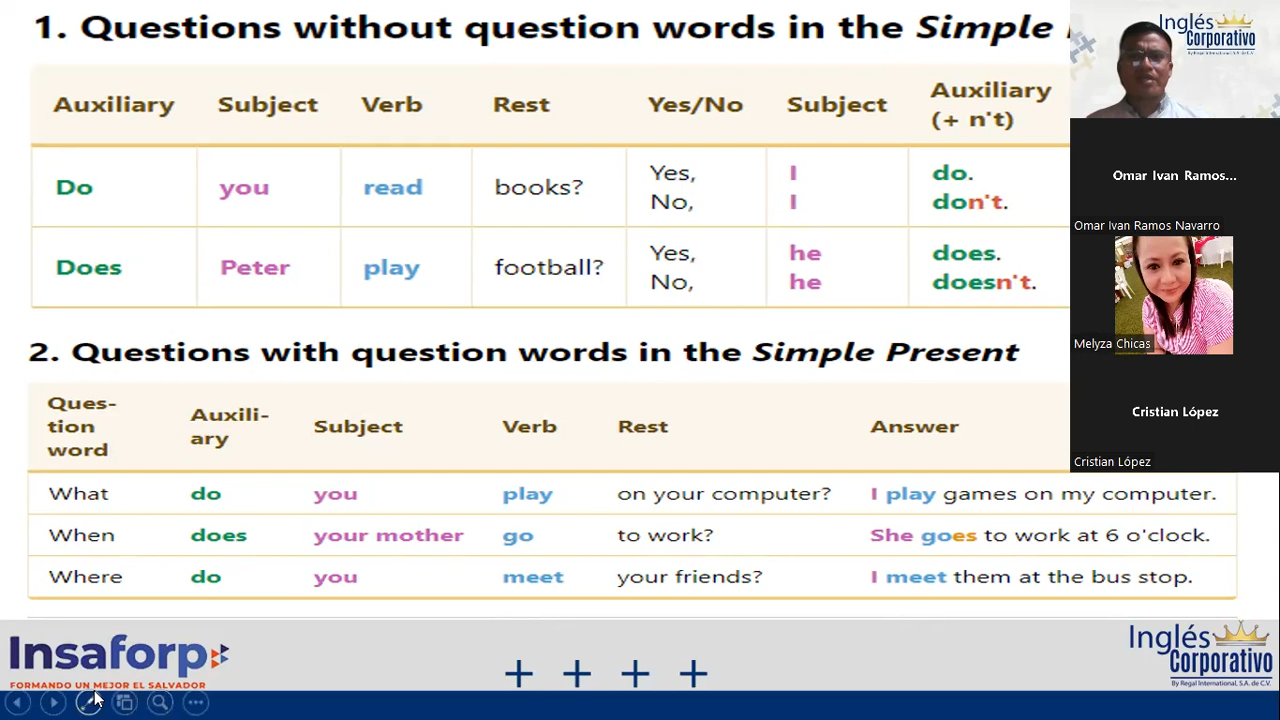 1. Questions without question words in the Simple
Auxiliary Subject Verb Rest Yes/No Subject Auxiliary (+ n't)
Do you read books? Yes, I do.
No, I don't.
Does Peter play football? Yes, he does.
No, he doesn't.
2. Questions with question words in the Simple Present
Ques-
tion
word Auxili-
ary Subject Verb Rest Answer
What do you play on your computer? I play games on my computer.
When does your mother go to work? She goes to work at 6 o'clock.
Where do you meet your friends? I meet them at the bus stop.
Inglés
Corporativo
By Regal International, S.A. de C.V.
Omar Ivan Ramos...
Omar Ivan Ramos Navarro
Melyza Chicas
Cristian López
Cristian López
Insaforp
FORMANDO UN MEJOR EL SALVADOR
Inglés
Corporativo
By Regal International, S.A. de C.V.